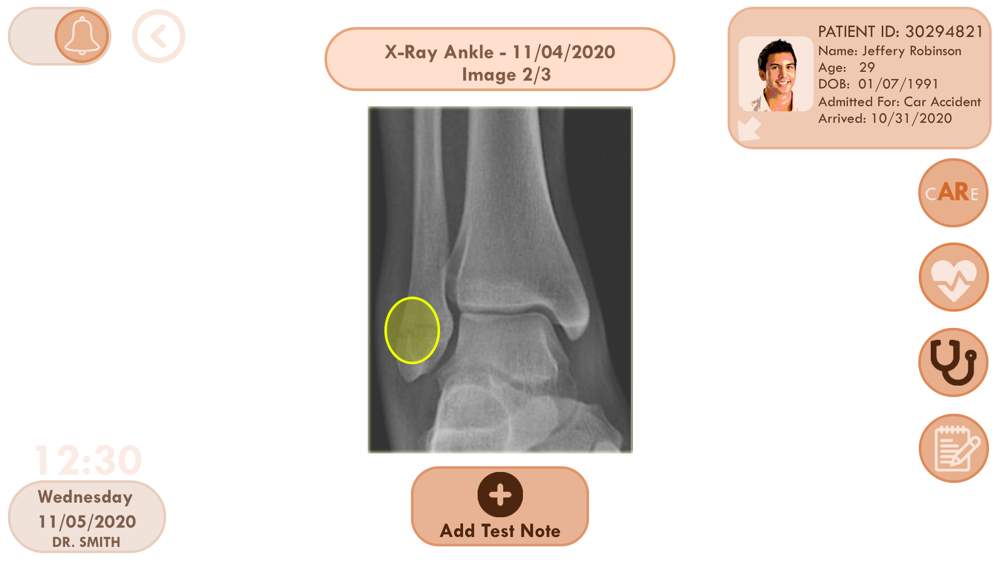 X-Ray Ankle - 11/04/2020
Image 2/3
PATIENT ID: 30294821
Name: Jeffery Robinson
Age: 29
DOB: 01/07/1991
Admitted For: Car Accident
Arrived: 10/31/2020
CARE
12:30
Wednesday
11/05/2020
DR. SMITH
Add Test Note